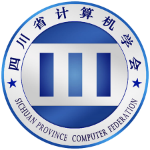 四川省计算机学会
SICHUAN PROVINCE COMPUTER FEDERATION